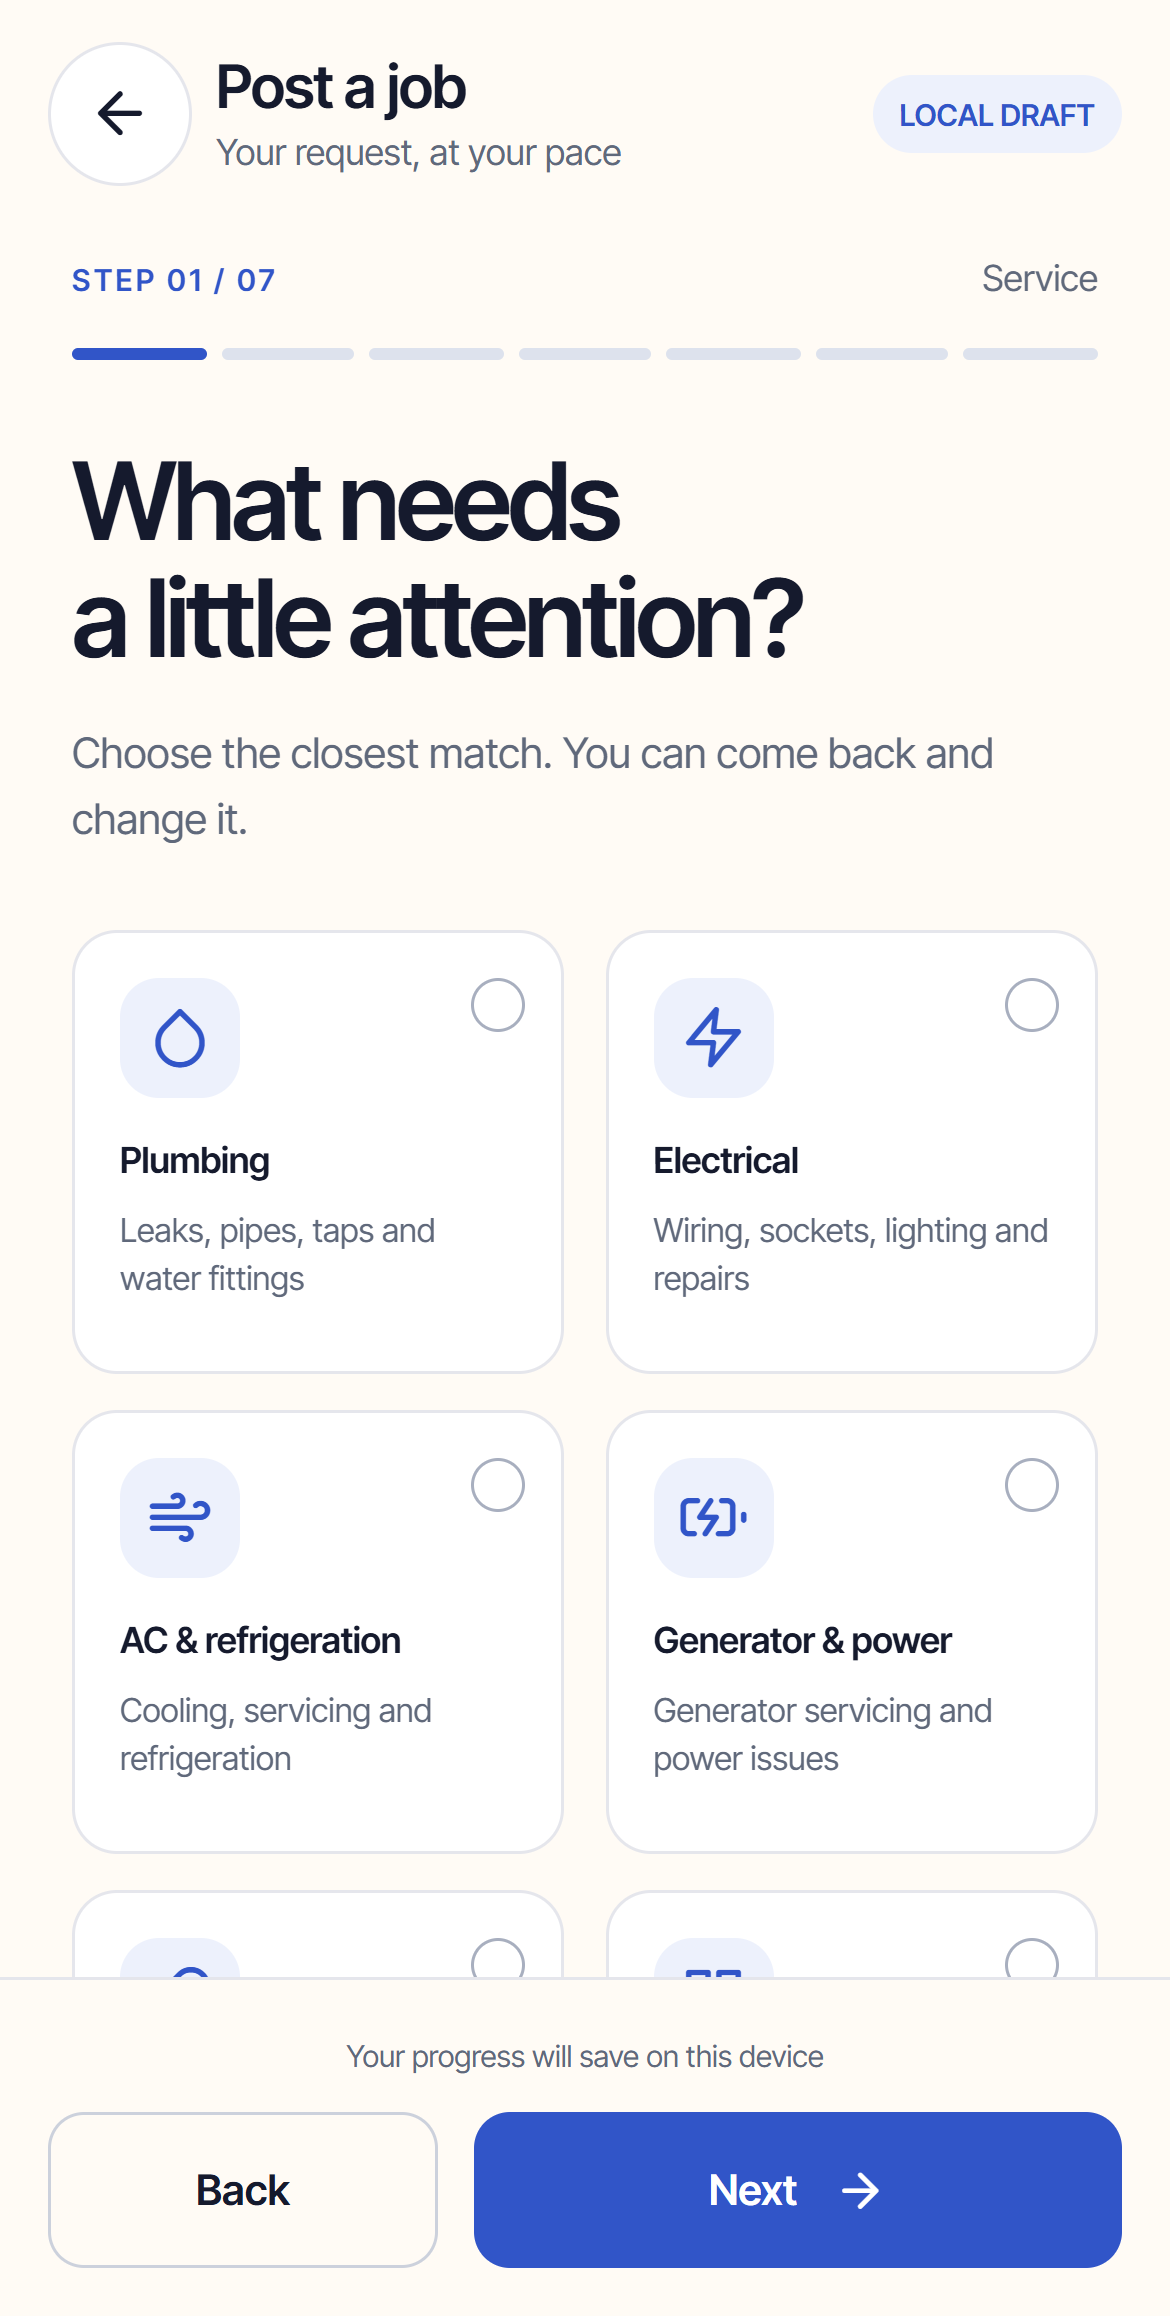 Post a job
Your request, at your pace
LOCAL DRAFT
STEP 01 / 07
Service
What needs
a little attention?
Choose the closest match. You can come back and
change it.
Plumbing
Leaks, pipes, taps and
water fittings
Electrical
Wiring, sockets, lighting and
repairs
AC & refrigeration
Cooling, servicing and
refrigeration
Generator & power
Generator servicing and
power issues
Your progress will save on this device
Back
Next